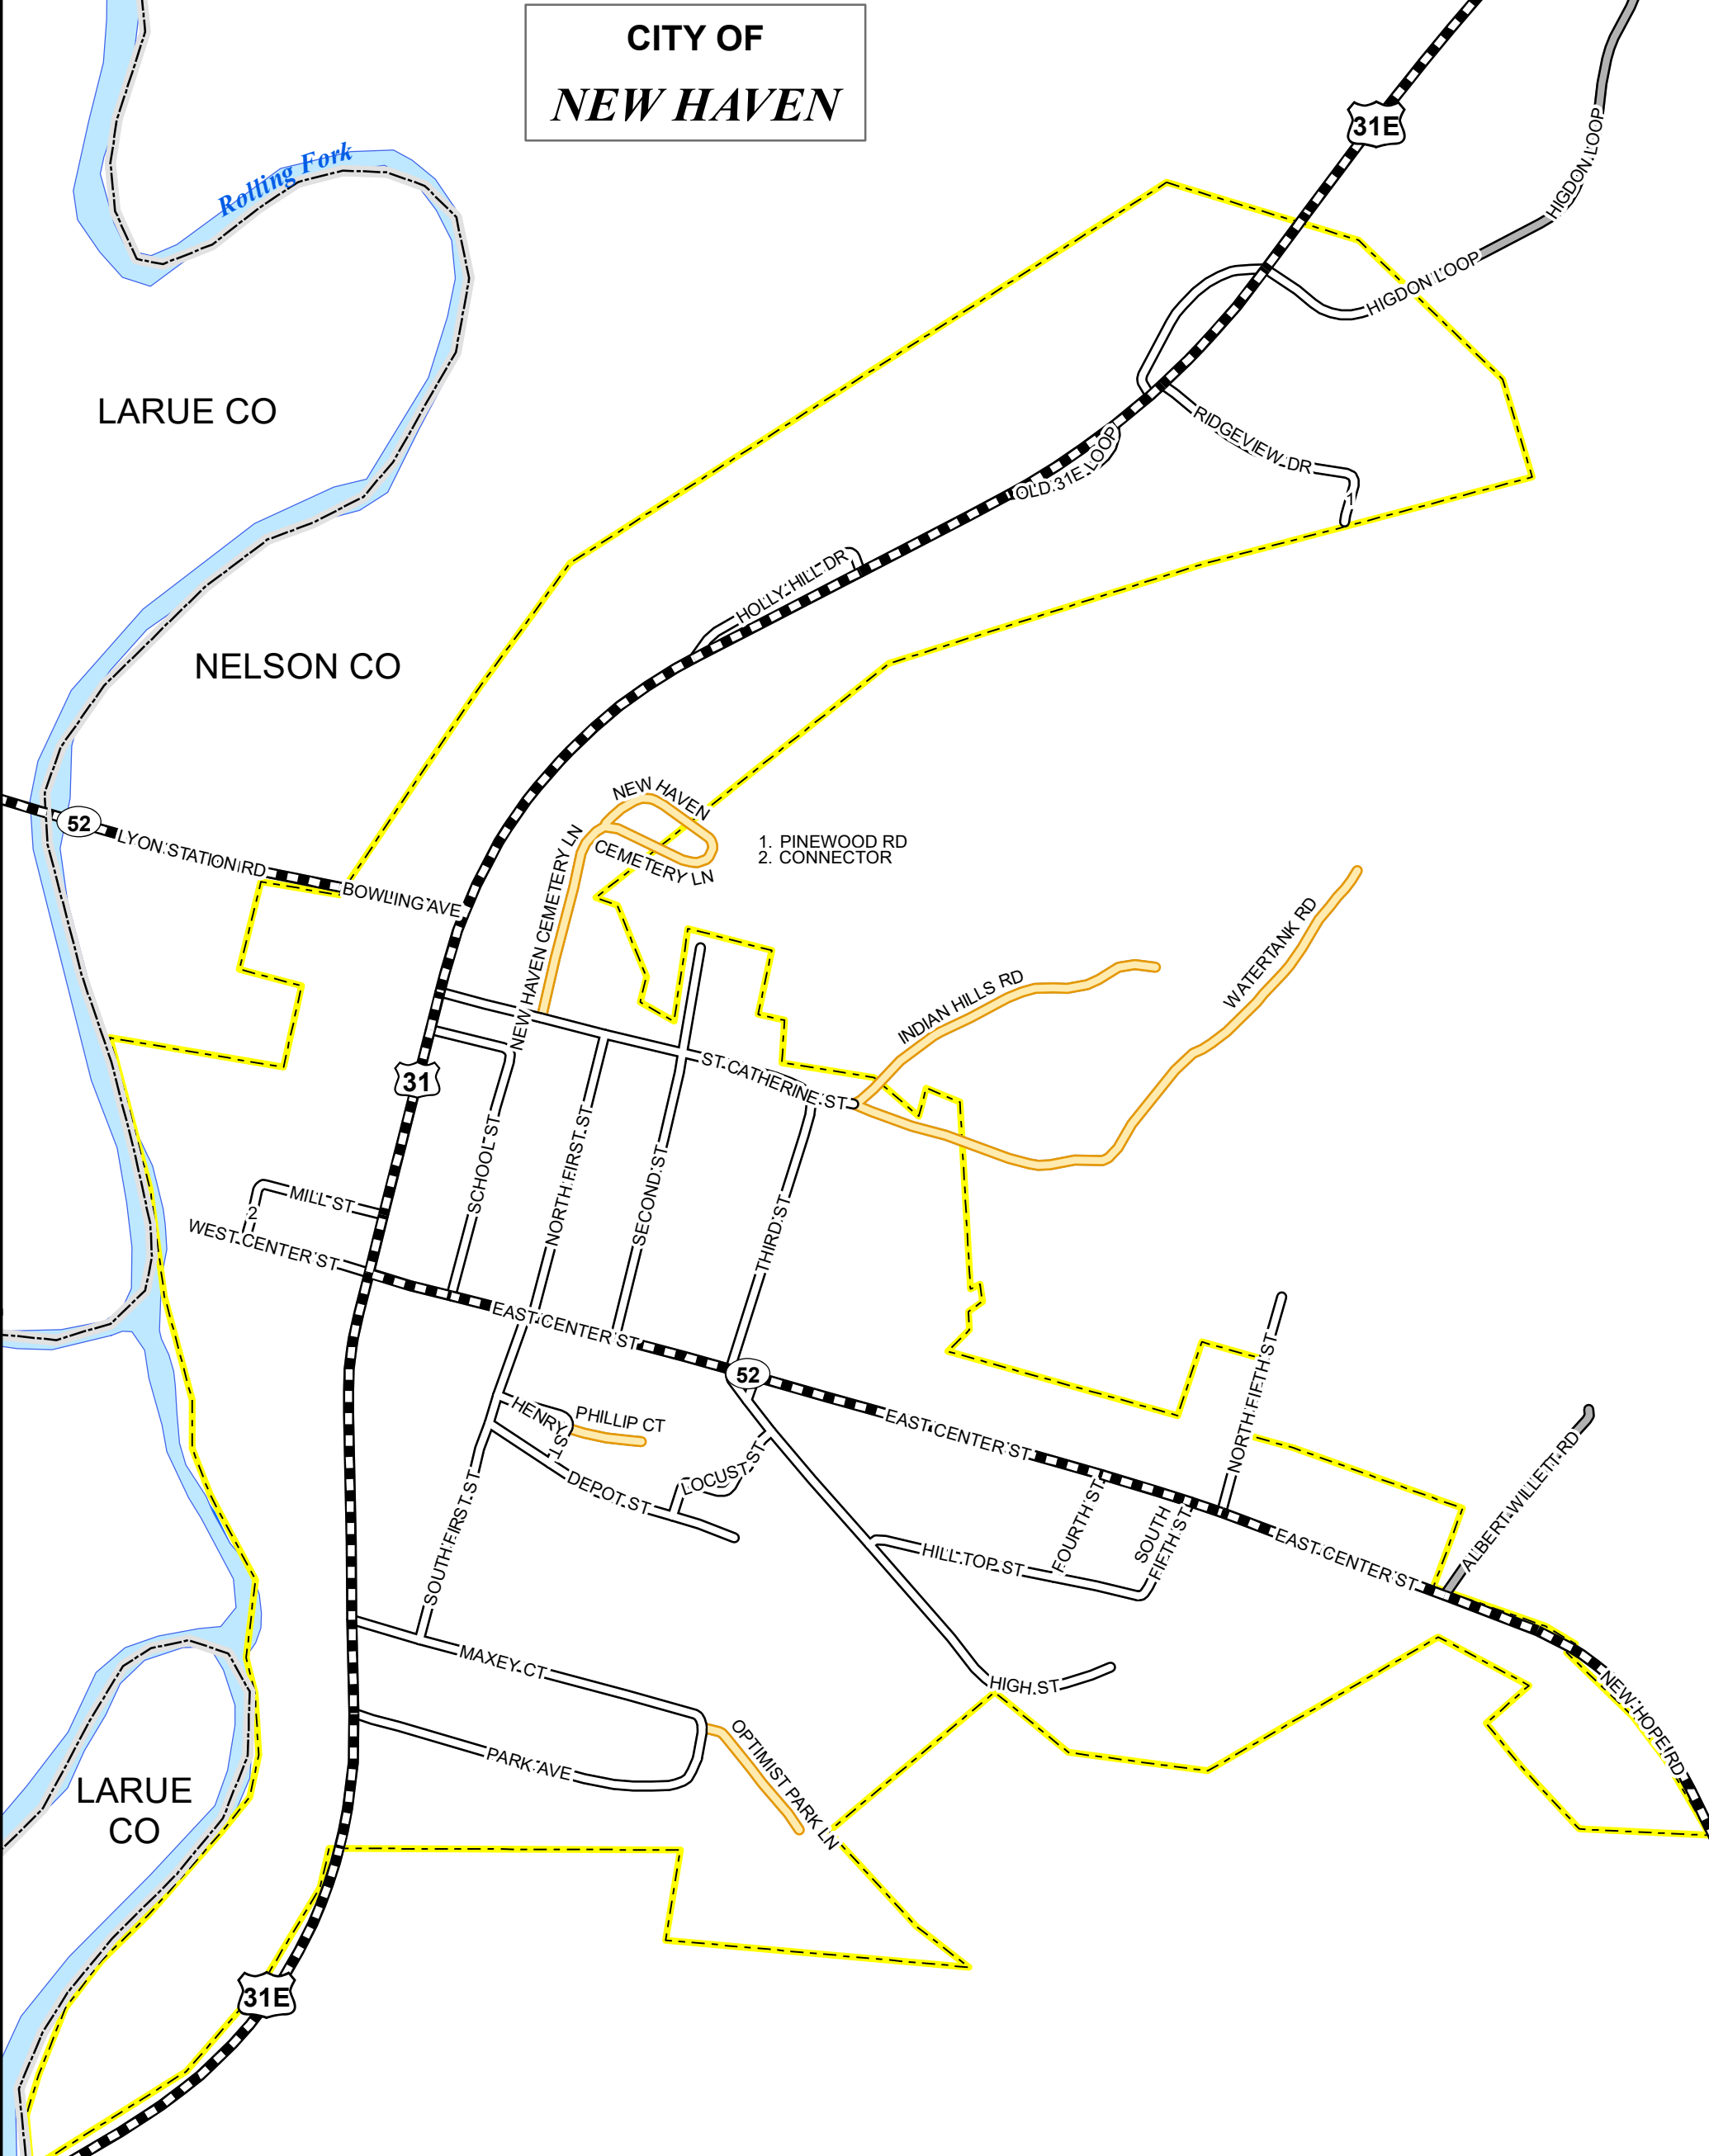 CITY OF
NEW HAVEN
31E
HIGDON LOOP
Rolling Fork
HIGDON LOOP
LARUE CO
RIDGEVIEW DR
OLD 31E LOOP
1
HOLLY HILL DR
NELSON CO
NEW HAVEN
CEMETERY LN
52
LYON STATION RD
BOWLING AVE
1. PINEWOOD RD
2. CONNECTOR
NEW HAVEN CEMETERY LN
WATERTANK RD
INDIAN HILLS RD
31
ST CATHERINE ST
SCHOOL ST
NORTH FIRST ST
SECOND ST
THIRD ST
MILL ST
2
WEST CENTER ST
EAST CENTER ST
52
NORTH FIFTH ST
HENRY ST
PHILLIP CT
EAST CENTER ST
LOCUST ST
DEPOT ST
ALBERT WILLETT RD
SOUTH FIRST ST
FOURTH ST
SOUTH
FIFTH ST
HILL TOP ST
EAST CENTER ST
MAXEY CT
HIGH ST
NEW HOPE RD
PARK AVE
OPTIMIST PARK LN
LARUE
CO
31E